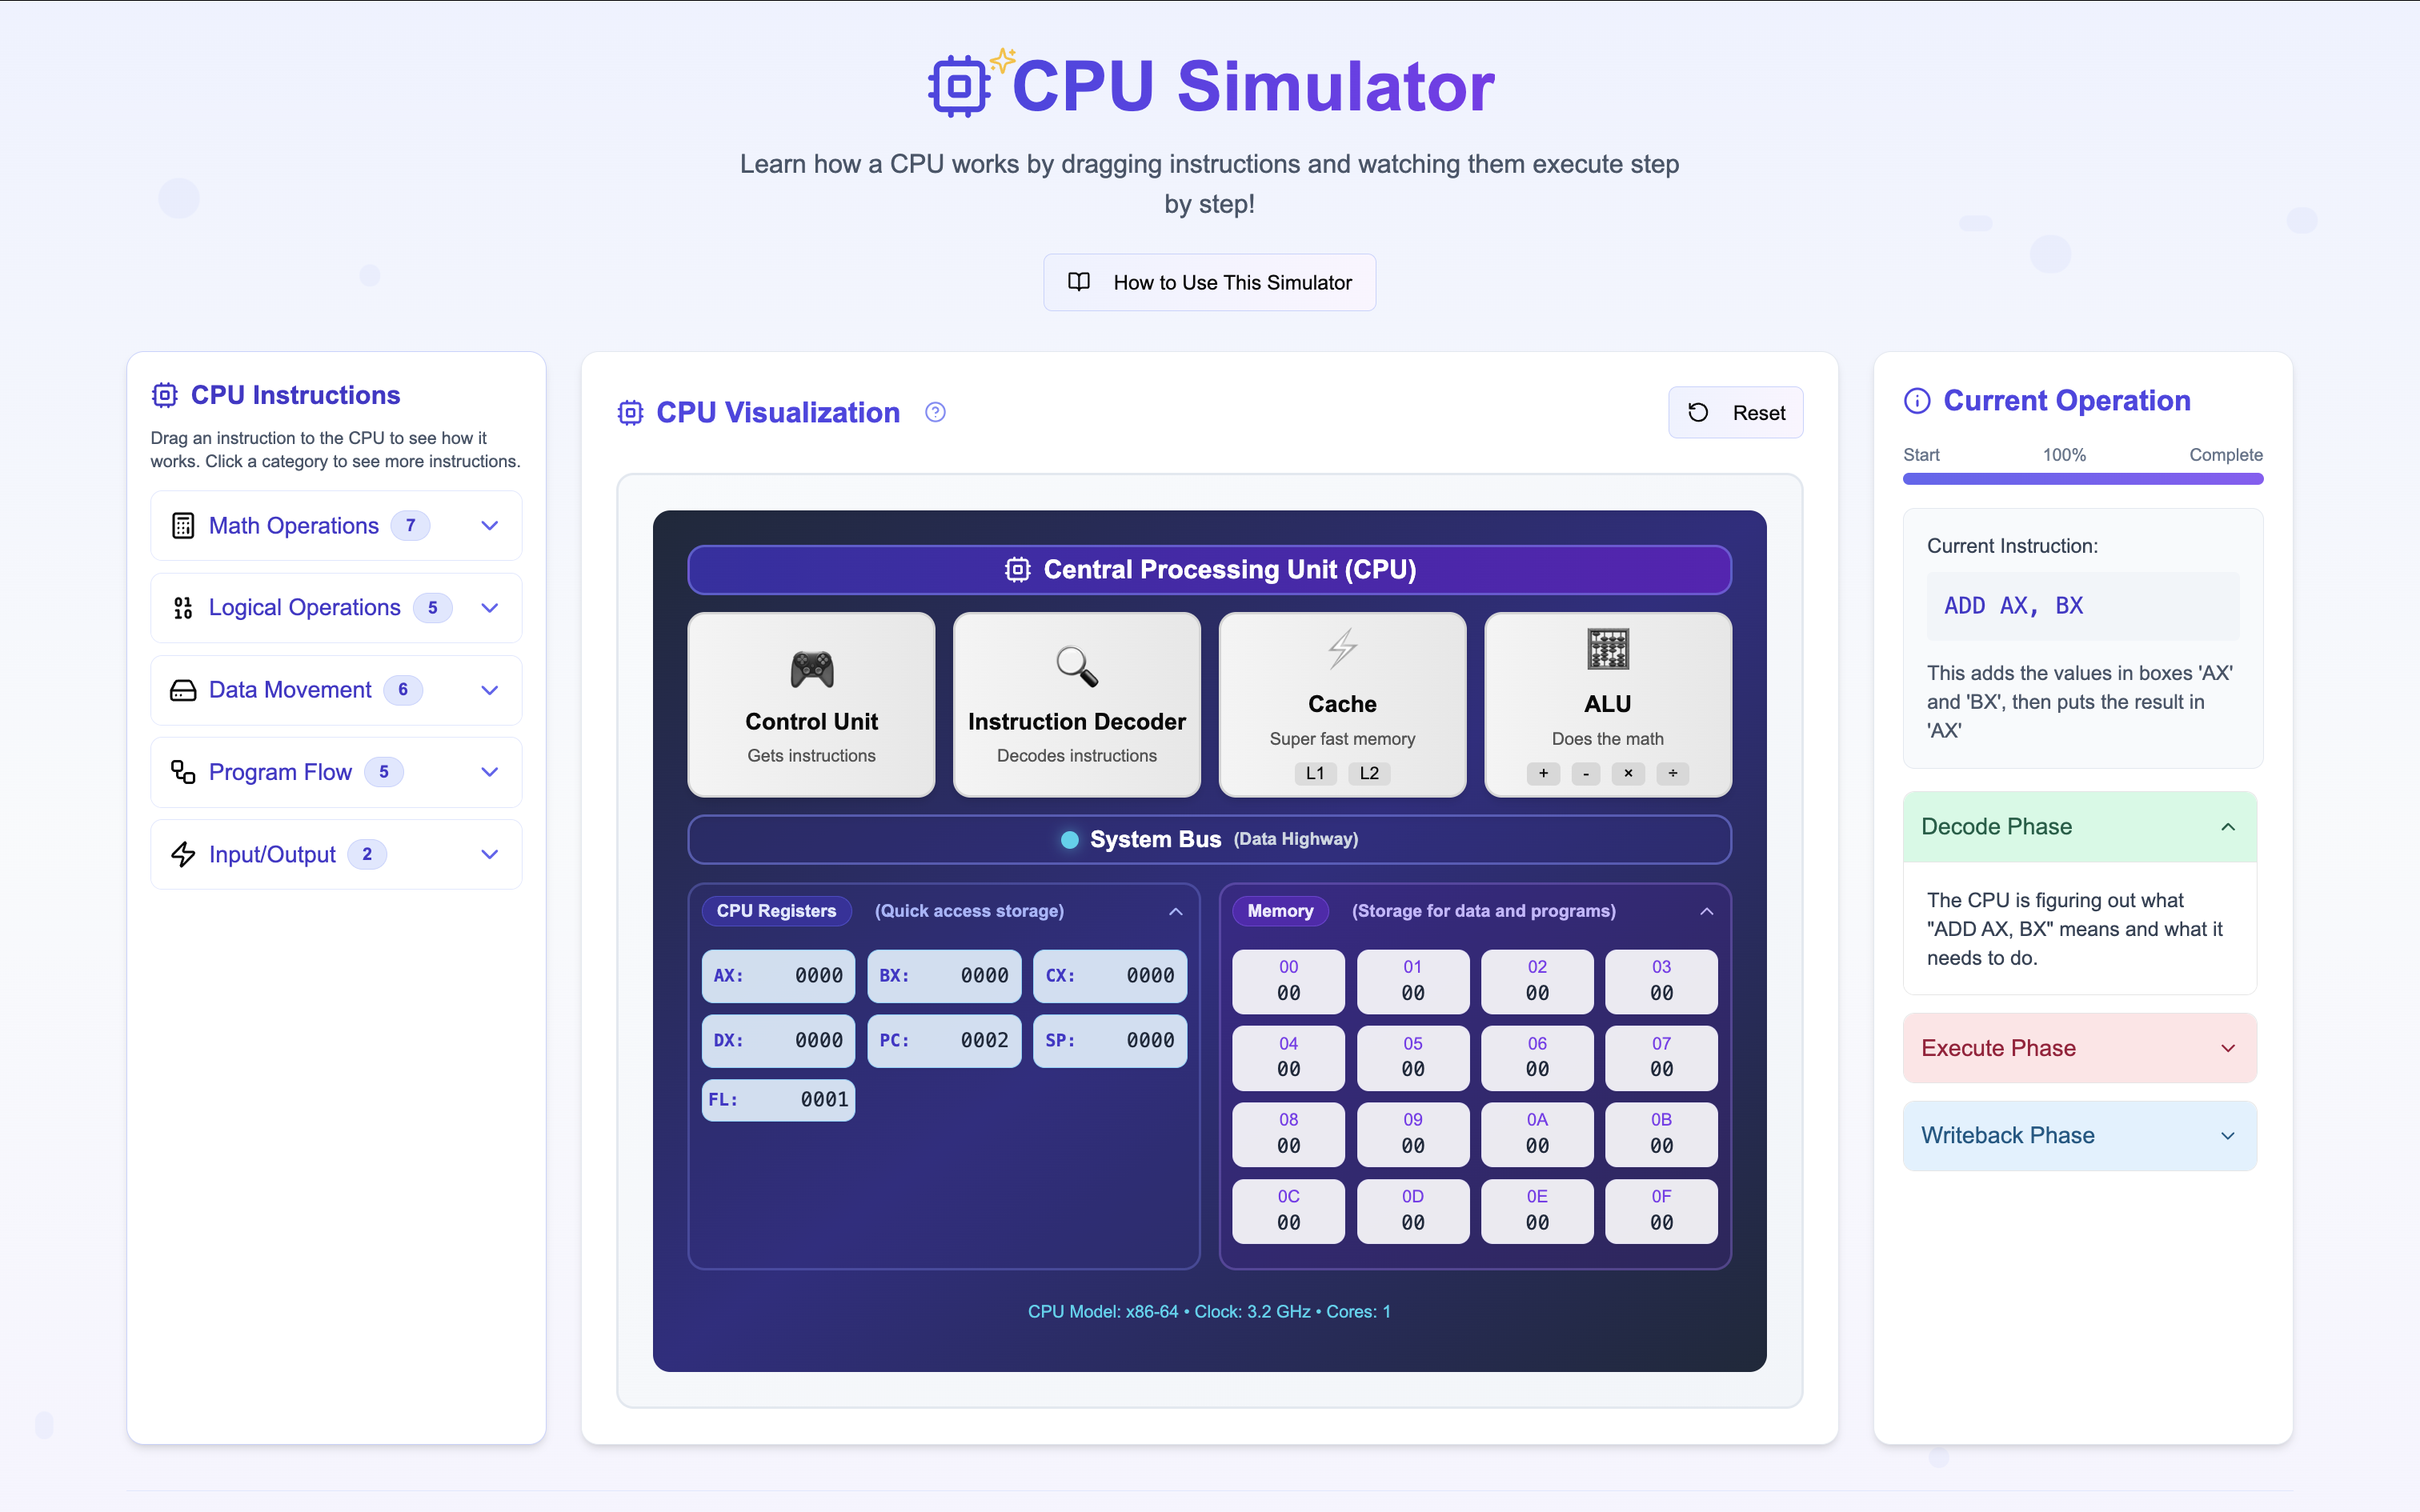 CPU Simulator
Learn how a CPU works by dragging instructions and watching them execute step
by step!
How to Use This Simulator
CPU Instructions
Drag an instruction to the CPU to see how it
works. Click a category to see more instructions.
Math Operations 7
01
10
Logical Operations 5
Data Movement 6
Program Flow 5
Input/Output 2
CPU Visualization
Reset
Central Processing Unit (CPU)
Control Unit
Gets instructions
Instruction Decoder
Decodes instructions
Cache
Super fast memory
L1 L2
ALU
Does the math
+ - × ÷
System Bus (Data Highway)
CPU Registers (Quick access storage)
AX: 0000 BX: 0000 CX: 0000
DX: 0000 PC: 0002 SP: 0000
FL: 0001
Memory (Storage for data and programs)
00 01 02 03
00 00 00 00
04 05 06 07
00 00 00 00
08 09 0A 0B
00 00 00 00
0C 0D 0E 0F
00 00 00 00
CPU Model: x86-64 • Clock: 3.2 GHz • Cores: 1
Current Operation
Start 100% Complete
Current Instruction:
ADD AX, BX
This adds the values in boxes 'AX'
and 'BX', then puts the result in
'AX'
Decode Phase
The CPU is figuring out what
"ADD AX, BX" means and what it
needs to do.
Execute Phase
Writeback Phase